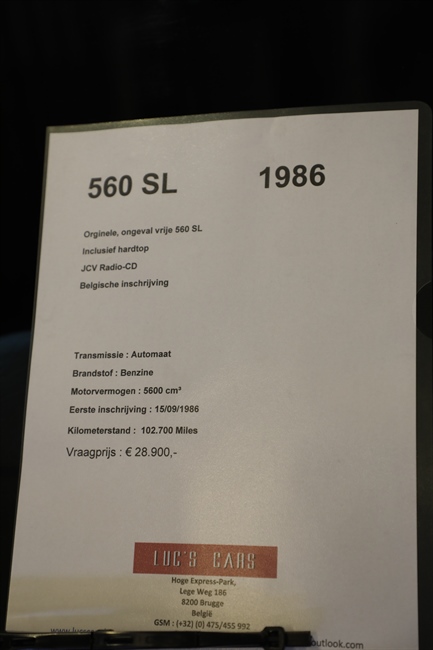 560 SL 1986
Orginele, ongeval vrije 560 SL
Inclusief hardtop
JCV Radio-CD
Belgische inschrijving
Transmissie : Automaat
Brandstof : Benzine
Motorvermogen : 5600 cm³
Eerste inschrijving : 15/09/1986
Kilometerstand : 102.700 Miles
Vraagprijs : € 28.900,-
LUC'S CARS
Hoge Express-Park,
Lege Weg 186
8200 Brugge
België
GSM : (+32) (0) 475/455 992
outlook.com